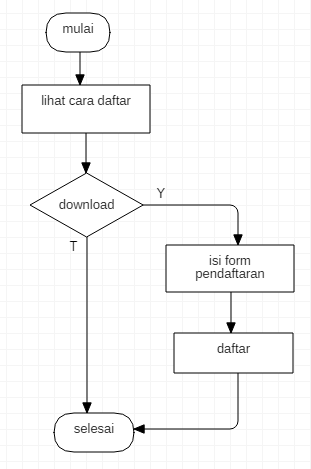 mulai
lihat cara daftar
download
Y
T
isi form
pendaftaran
daftar
selesai